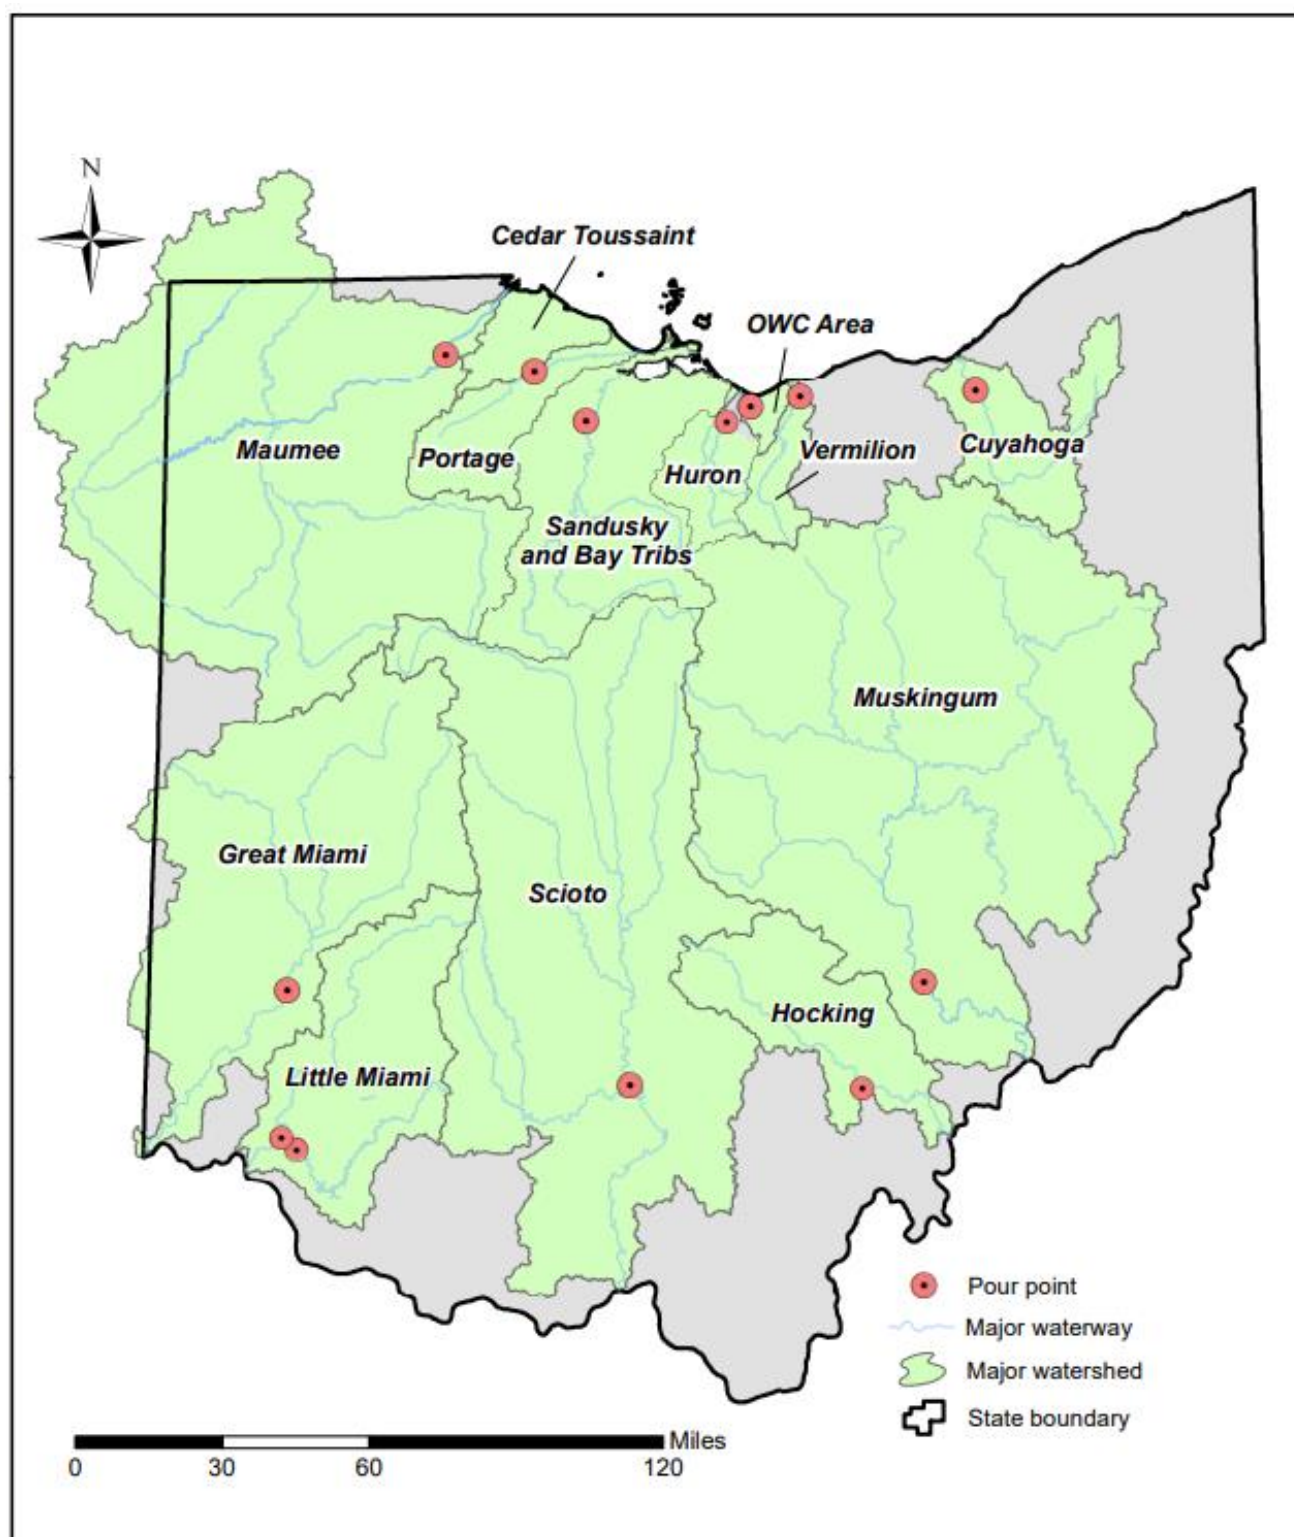 N
Cedar Toussaint
OWC Area
Maumee
Portage
Huron
Vermilion
Cuyahoga
Sandusky
and Bay Tribs
Muskingum
Great Miami
Scioto
Hocking
Little Miami
Pour point
Major waterway
Major watershed
State boundary
Miles
0 30 60 120